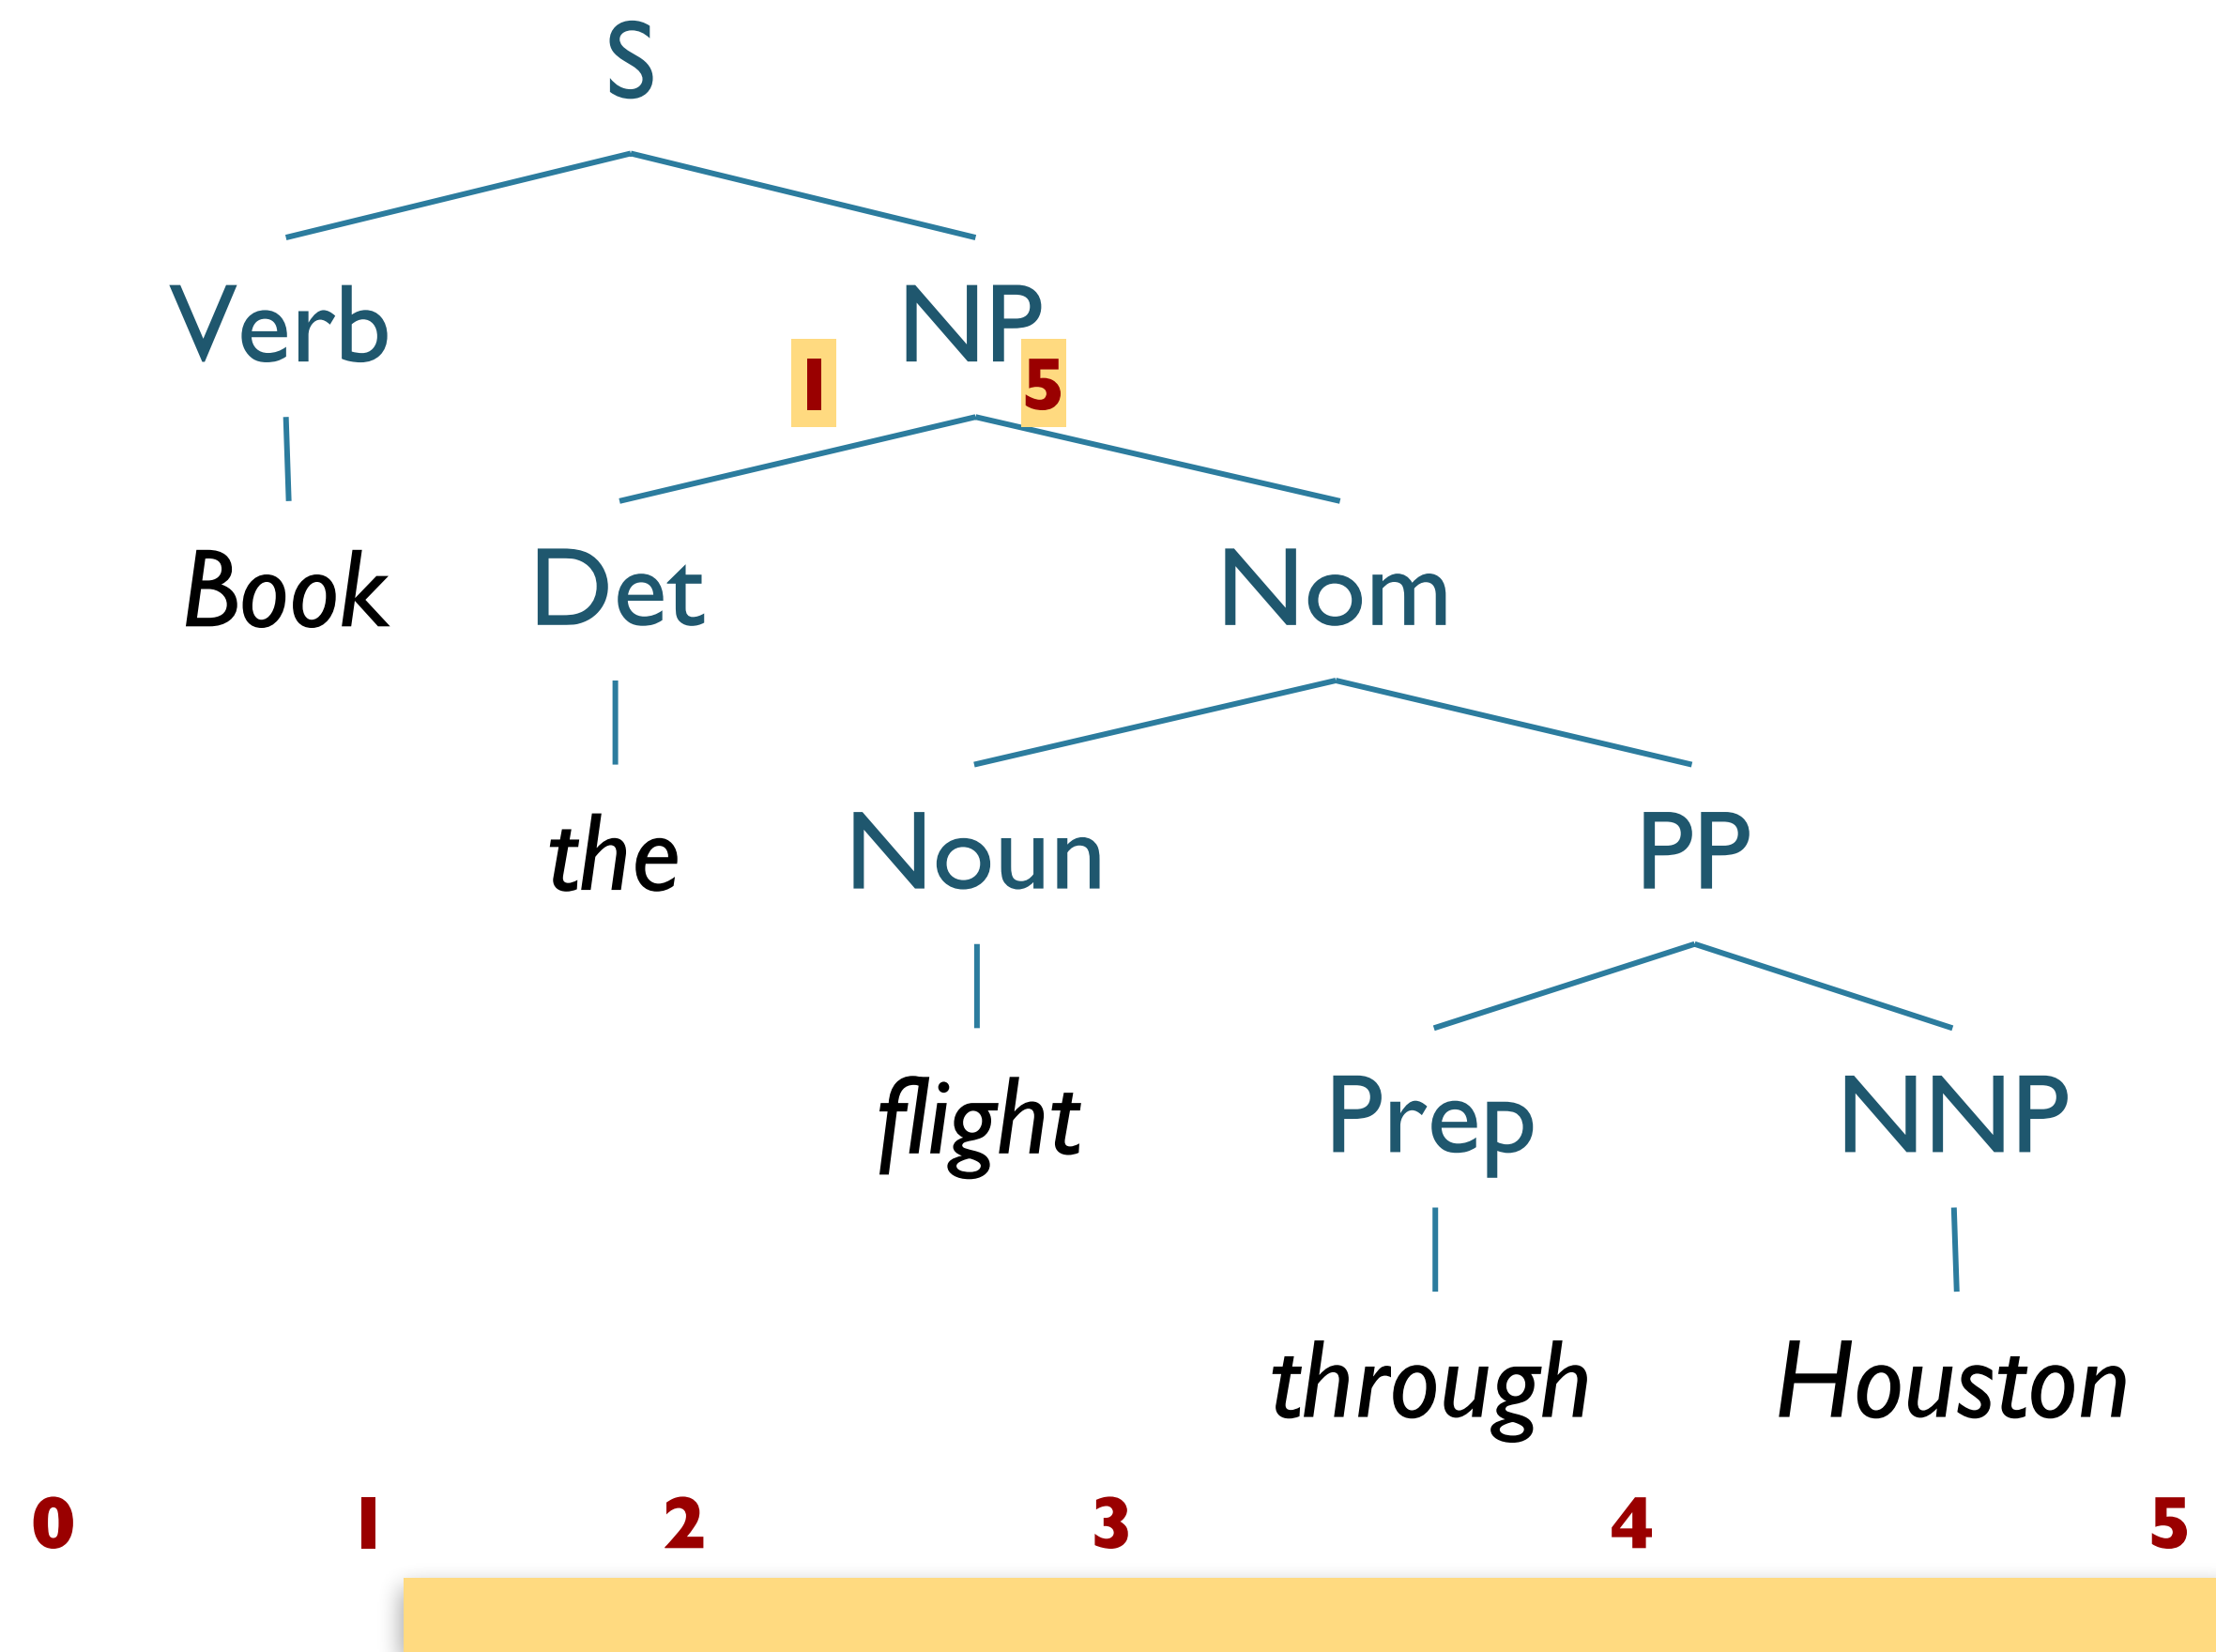 S
Verb NP
1 5
Book Det Nom
the Noun PP
flight Prep NNP
through Houston
0 1 2 3 4 5